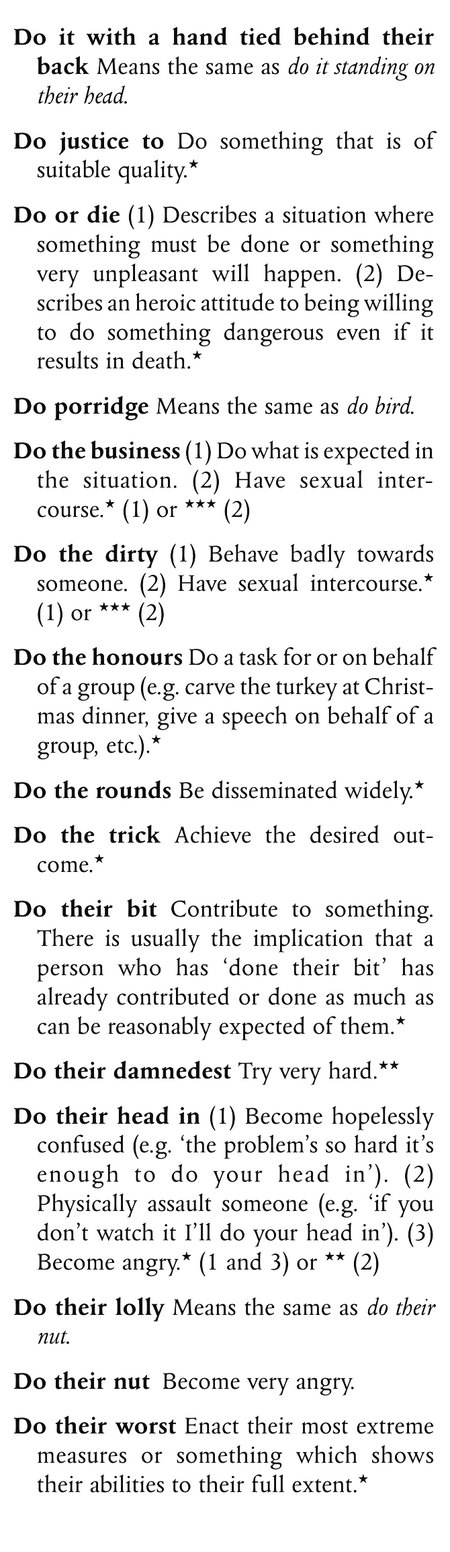 Do it with a hand tied behind their
back Means the same as do it standing on
their head.
Do justice to Do something that is of
suitable quality.★
Do or die (1) Describes a situation where
something must be done or something
very unpleasant will happen. (2) De-
scribes an heroic attitude to being willing
to do something dangerous even if it
results in death.★
Do porridge Means the same as do bird.
Do the business (1) Do what is expected in
the situation. (2) Have sexual inter-
course.★ (1) or ★★★ (2)
Do the dirty (1) Behave badly towards
someone. (2) Have sexual intercourse.★
(1) or ★★★ (2)
Do the honours Do a task for or on behalf
of a group (e.g. carve the turkey at Christ-
mas dinner, give a speech on behalf of a
group, etc.).★
Do the rounds Be disseminated widely.★
Do the trick Achieve the desired out-
come.★
Do their bit Contribute to something.
There is usually the implication that a
person who has ‘done their bit’ has
already contributed or done as much as
can be reasonably expected of them.★
Do their damnedest Try very hard.★★
Do their head in (1) Become hopelessly
confused (e.g. ‘the problem’s so hard it’s
enough to do your head in’). (2)
Physically assault someone (e.g. ‘if you
don’t watch it I’ll do your head in’). (3)
Become angry.★ (1 and 3) or ★★ (2)
Do their lolly Means the same as do their
nut.
Do their nut Become very angry.
Do their worst Enact their most extreme
measures or something which shows
their abilities to their full extent.★